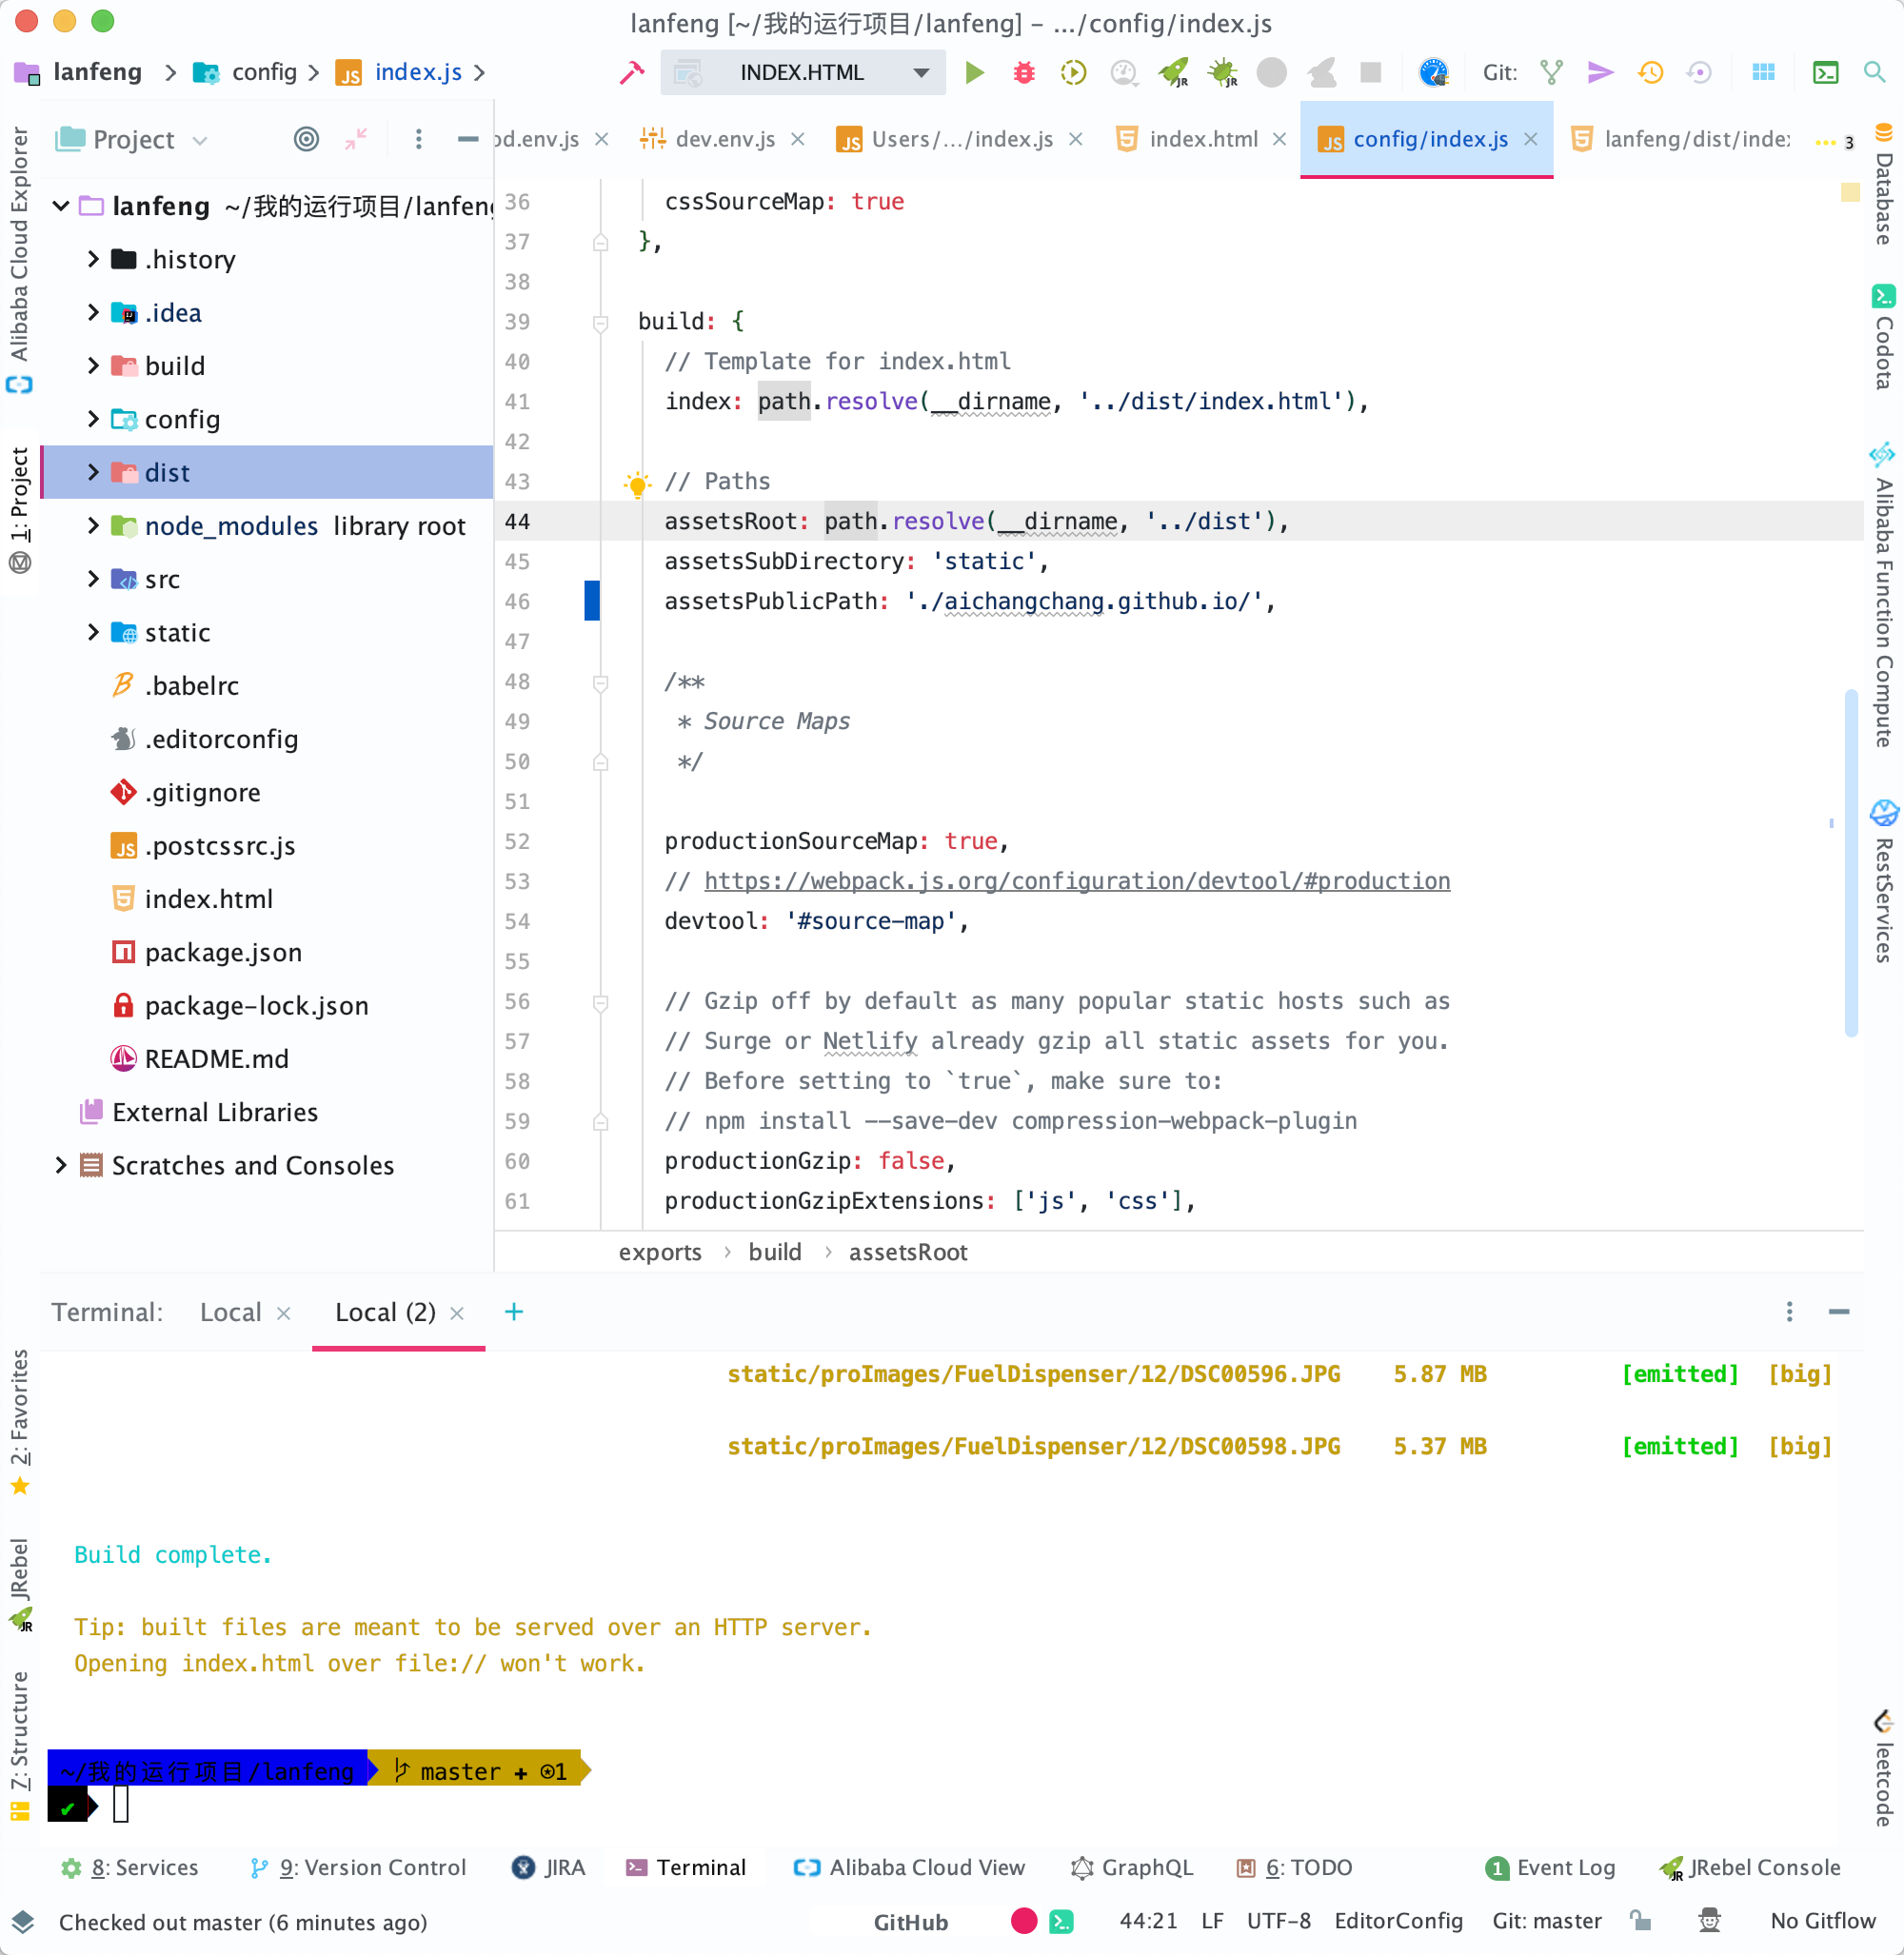 lanfeng [~/我的运行项目/lanfeng] – .../config/index.js
lanfeng
config
index.js
INDEX.HTML
Git:
Project
od.env.js
dev.env.js
Users/.../index.js
index.html
config/index.js
lanfeng/dist/inde
3
lanfeng ~/我的运行项目/lanfeng
.history
.idea
build
config
dist
node_modules library root
src
static
.babelrc
.editorconfig
.gitignore
.postcssrc.js
index.html
package.json
package-lock.json
README.md
External Libraries
Scratches and Consoles
Alibaba Cloud Explorer
1: Project
2: Favorites
JRebel
7: Structure
36 cssSourceMap: true
37 },
38
39 build: {
40 // Template for index.html
41 index: path.resolve(__dirname, '../dist/index.html'),
42
43 // Paths
44 assetsRoot: path.resolve(__dirname, '../dist'),
45 assetsSubDirectory: 'static',
46 assetsPublicPath: './aichangchang.github.io/',
47
48 /**
49 * Source Maps
50 */
51
52 productionSourceMap: true,
53 // https://webpack.js.org/configuration/devtool/#production
54 devtool: '#source-map',
55
56 // Gzip off by default as many popular static hosts such as
57 // Surge or Netlify already gzip all static assets for you.
58 // Before setting to `true`, make sure to:
59 // npm install --save-dev compression-webpack-plugin
60 productionGzip: false,
61 productionGzipExtensions: ['js', 'css'],
exports › build › assetsRoot
Database
Codota
Alibaba Function Compute
RestServices
leetcode
Terminal: Local Local (2) +
static/proImages/FuelDispenser/12/DSC00596.JPG 5.87 MB [emitted] [big]
static/proImages/FuelDispenser/12/DSC00598.JPG 5.37 MB [emitted] [big]
Build complete.
Tip: built files are meant to be served over an HTTP server.
Opening index.html over file:// won't work.
~/我的运行项目/lanfeng master + ⊙1
✔
8: Services 9: Version Control JIRA Terminal Alibaba Cloud View GraphQL 6: TODO 1 Event Log JRebel Console
Checked out master (6 minutes ago) GitHub 44:21 LF UTF-8 EditorConfig Git: master No Gitflow